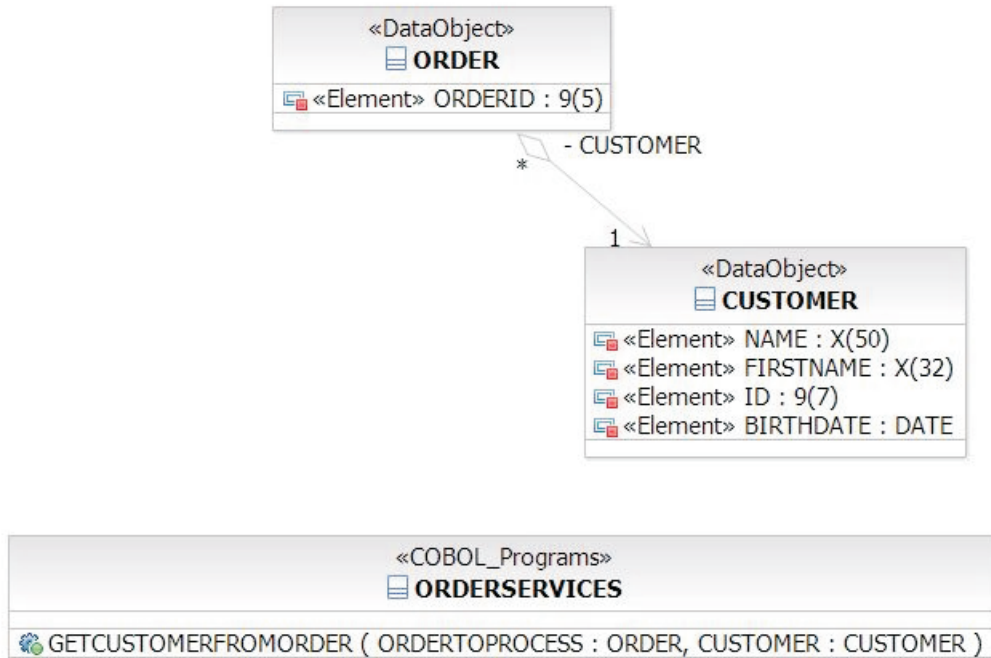 «DataObject»
ORDER
«Element» ORDERID : 9(5)
- CUSTOMER
*
1
«DataObject»
CUSTOMER
«Element» NAME : X(50)
«Element» FIRSTNAME : X(32)
«Element» ID : 9(7)
«Element» BIRTHDATE : DATE
«COBOL_Programs»
ORDERSERVICES
GETCUSTOMERFROMORDER ( ORDERTOPROCESS : ORDER, CUSTOMER : CUSTOMER )